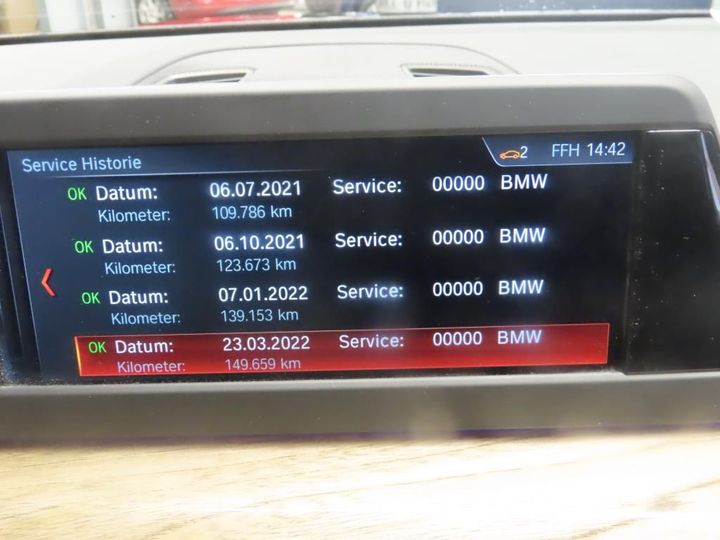 Service Historie
2 FFH 14:42
OK Datum: 06.07.2021 Service: 00000 BMW
Kilometer: 109.786 km
OK Datum: 06.10.2021 Service: 00000 BMW
Kilometer: 123.673 km
OK Datum: 07.01.2022 Service: 00000 BMW
Kilometer: 139.153 km
OK Datum: 23.03.2022 Service: 00000 BMW
Kilometer: 149.659 km